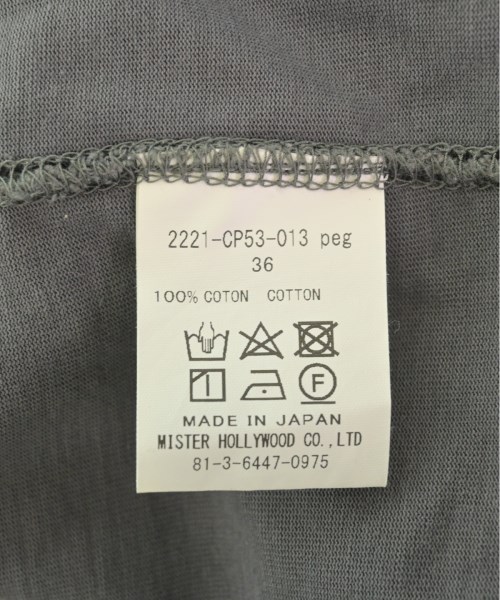 2221-CP53-013 peg
36
100% COTON COTTON
F
MADE IN JAPAN
MISTER HOLLYWOOD CO.,LTD
81-3-6447-0975